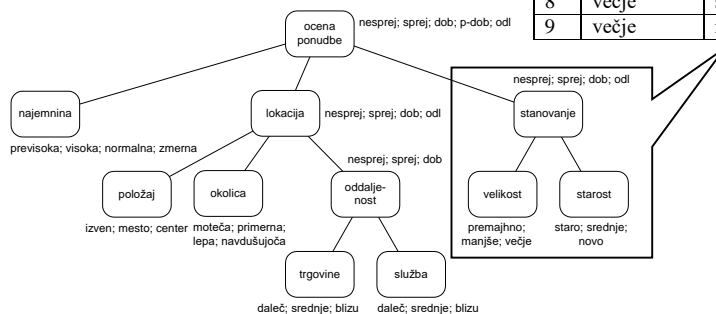 8 večje
9 večje
ocena
ponudbe
nesprej; sprej; dob; p-dob; odl
nesprej; sprej; dob; odl
najemnina
lokacija
nesprej; sprej; dob; odl
stanovanje
previsoka; visoka; normalna; zmerna
nesprej; sprej; dob
položaj
okolica
oddalje-
nost
velikost
starost
izven; mesto; center
moteča; primerna;
lepa; navdušujoča
premajhno;
manjše; večje
staro; srednje;
novo
trgovine
služba
daleč; srednje; blizu
daleč; srednje; blizu